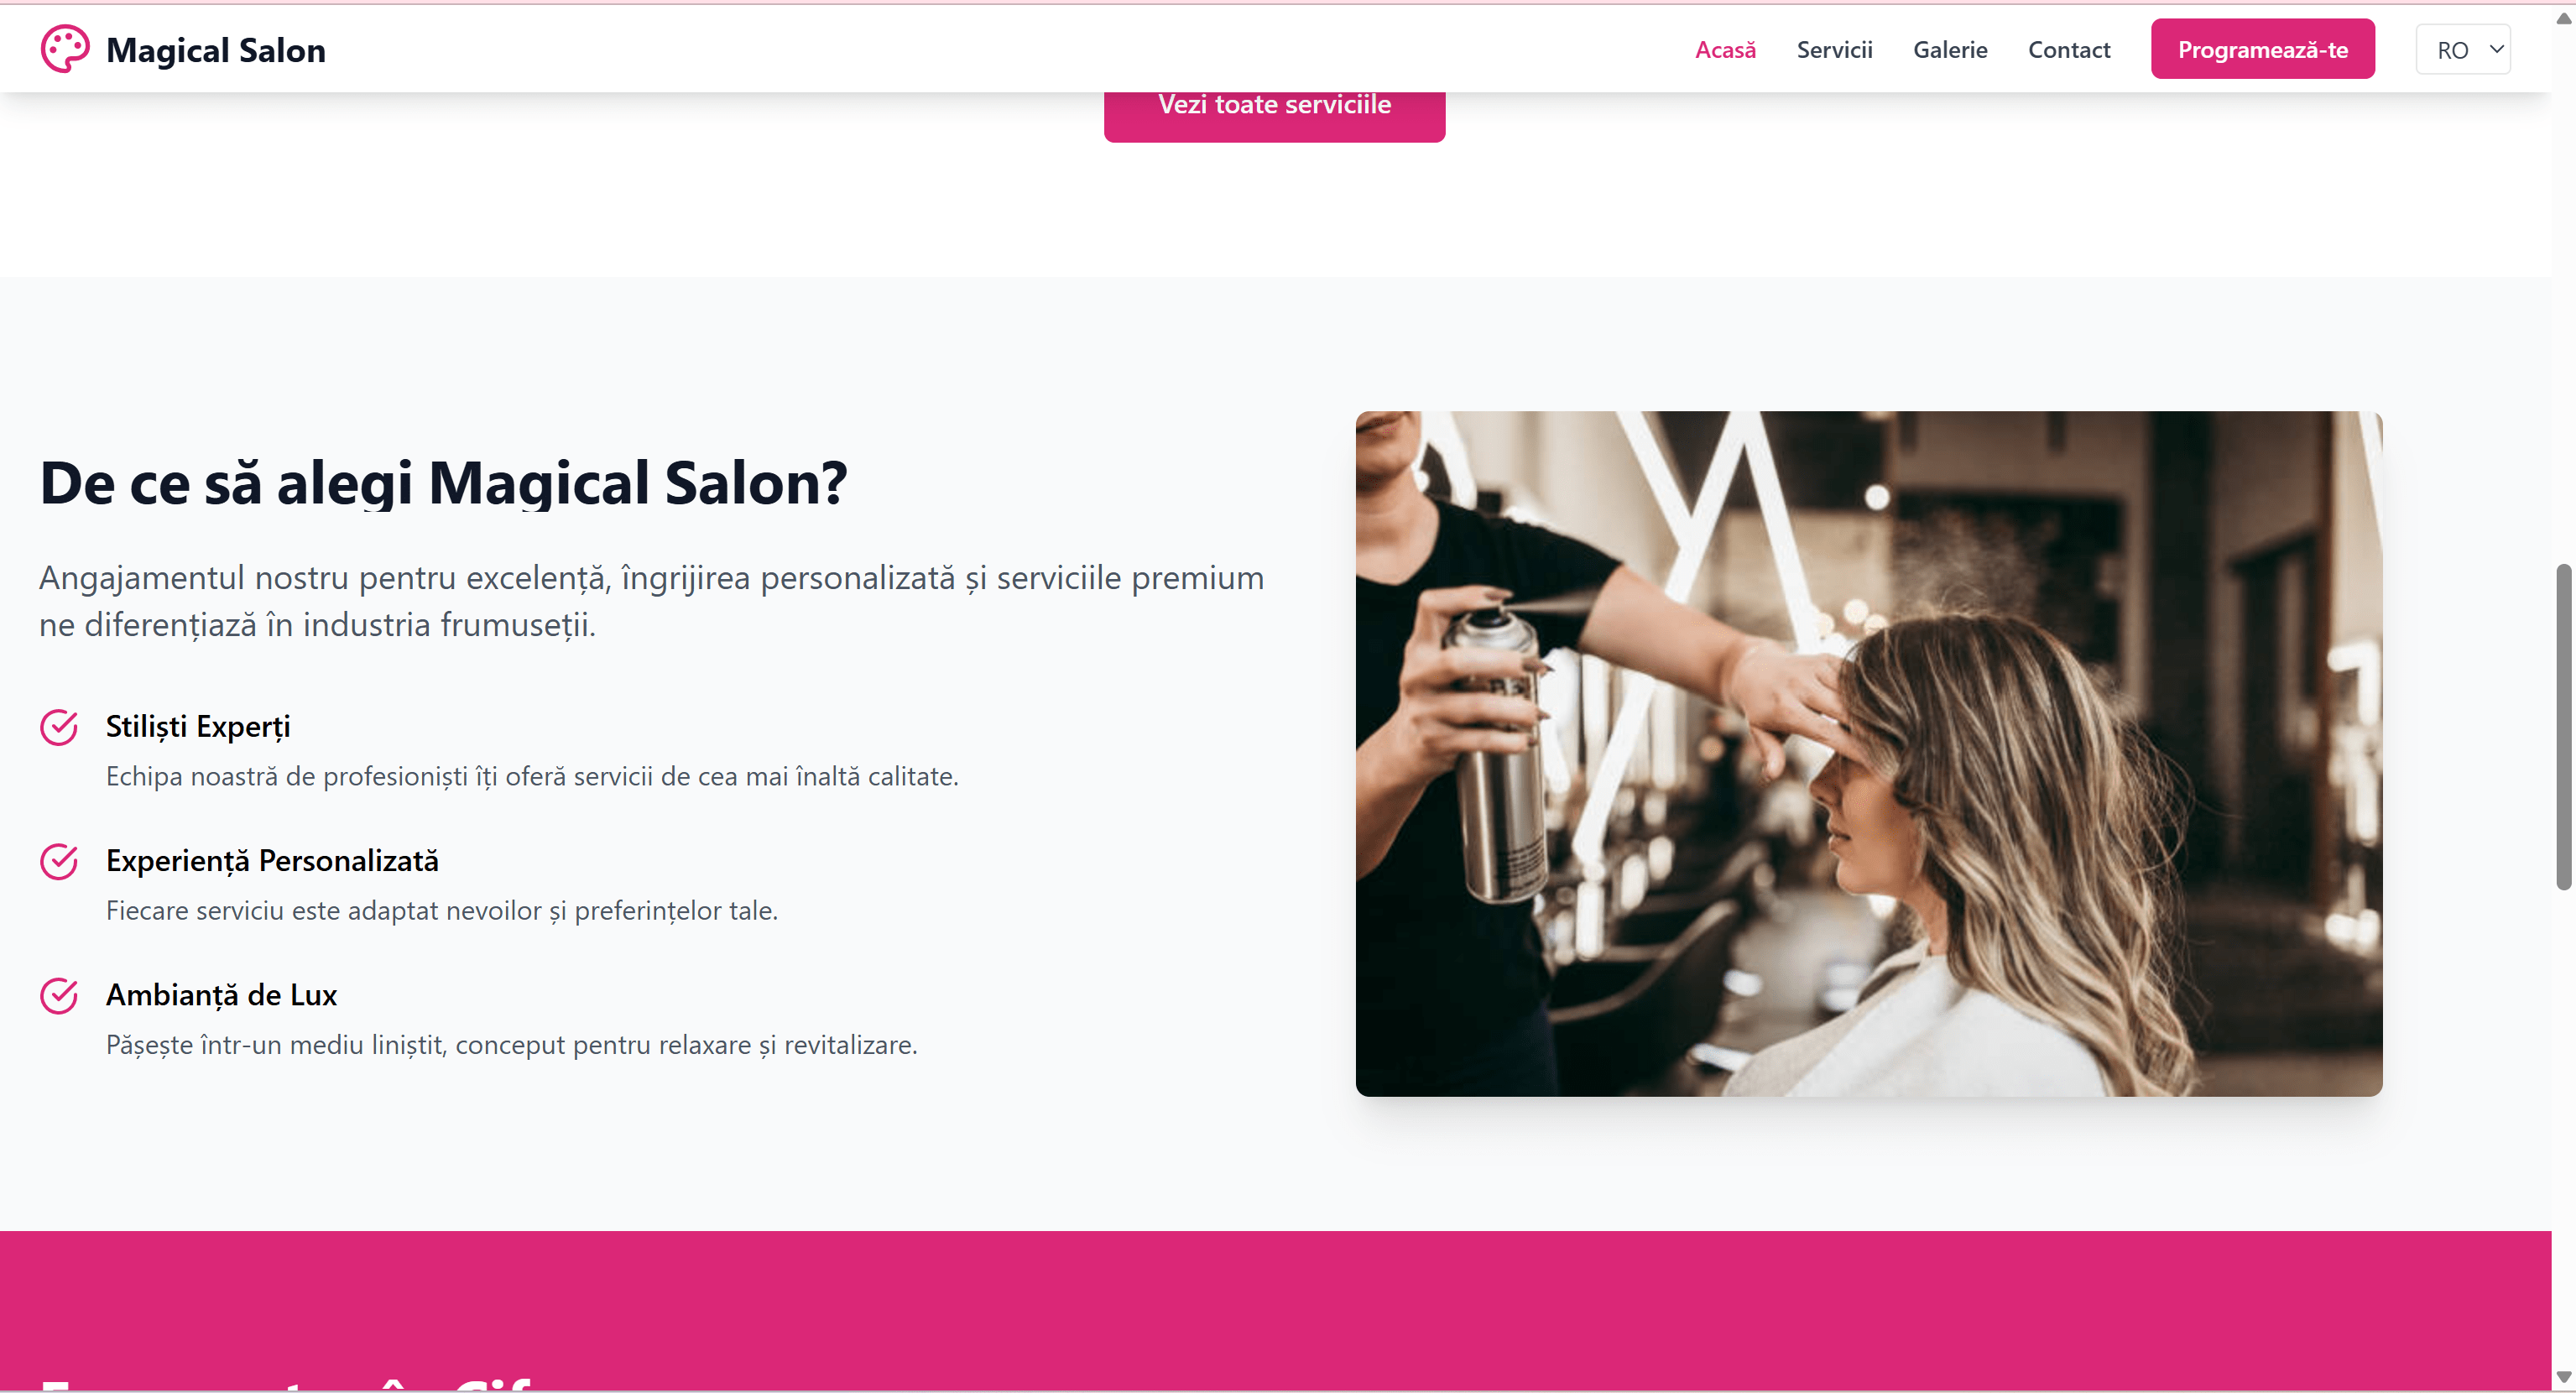 Magical Salon
Acasă
Servicii
Galerie
Contact
Programează-te
RO
Vezi toate serviciile
De ce să alegi Magical Salon?
Angajamentul nostru pentru excelență, îngrijirea personalizată și serviciile premium
ne diferențiază în industria frumuseții.
Stiliști Experți
Echipa noastră de profesioniști îți oferă servicii de cea mai înaltă calitate.
Experiență Personalizată
Fiecare serviciu este adaptat nevoilor și preferințelor tale.
Ambianță de Lux
Pășește într-un mediu liniștit, conceput pentru relaxare și revitalizare.